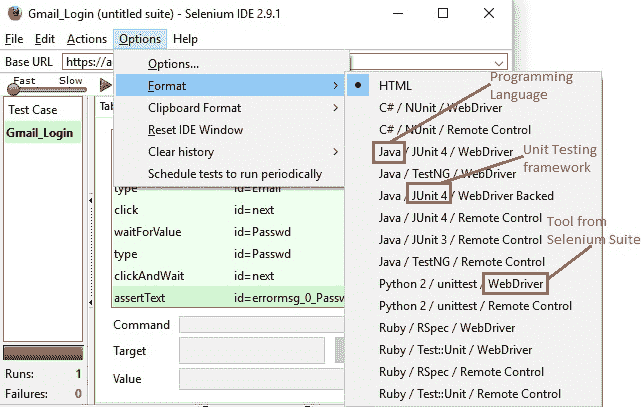 Gmail_Login (untitled suite) - Selenium IDE 2.9.1
File Edit Actions Options Help
Base URL https://a
Fast Slow
Test Case
Gmail_Login
Runs: 1
Failures: 0
Options...
Format
Clipboard Format
Reset IDE Window
Clear history
Schedule tests to run periodically
type id=Email
click id=next
waitForValue id=Passwd
type id=Passwd
clickAndWait id=next
assertText id=errormsg_0_Passw
Command
Target
Value
HTML
C# / NUnit / WebDriver
C# / NUnit / Remote Control
Java / JUnit 4 / WebDriver
Java / TestNG / WebDriver
Java / JUnit 4 / WebDriver Backed
Java / JUnit 4 / Remote Control
Java / JUnit 3 / Remote Control
Java / TestNG / Remote Control
Python 2 / unittest / WebDriver
Python 2 / unittest / Remote Control
Ruby / RSpec / WebDriver
Ruby / Test::Unit / WebDriver
Ruby / RSpec / Remote Control
Ruby / Test::Unit / Remote Control
Programming
Language
Unit Testing
framework
Tool from
Selenium Suite